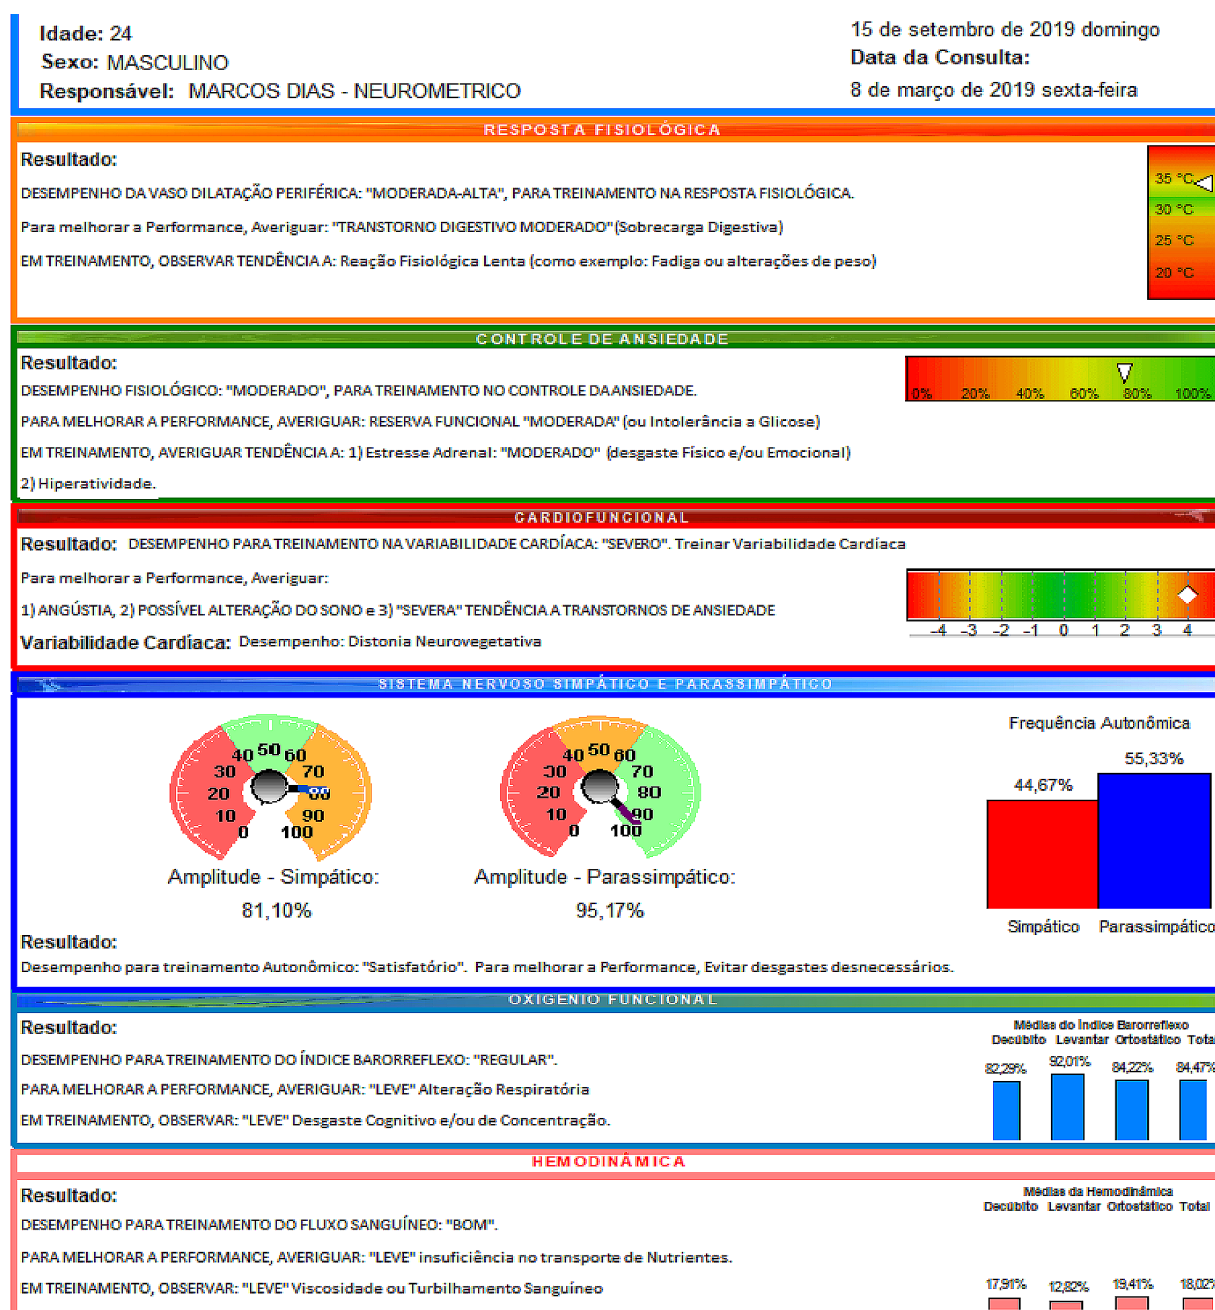 Idade: 24
Sexo: MASCULINO
Responsável: MARCOS DIAS - NEUROMETRICO
15 de setembro de 2019 domingo
Data da Consulta:
8 de março de 2019 sexta-feira
RESPOSTA FISIOLÓGICA
Resultado:
DESEMPENHO DA VASO DILATAÇÃO PERIFÉRICA: "MODERADA-ALTA", PARA TREINAMENTO NA RESPOSTA FISIOLÓGICA.
Para melhorar a Performance, Averiguar: "TRANSTORNO DIGESTIVO MODERADO"(Sobrecarga Digestiva)
EM TREINAMENTO, OBSERVAR TENDÊNCIA A: Reação Fisiológica Lenta (como exemplo: Fadiga ou alterações de peso)
35 °C
30 °C
25 °C
20 °C
CONTROLE DE ANSIEDADE
Resultado:
DESEMPENHO FISIOLÓGICO: "MODERADO", PARA TREINAMENTO NO CONTROLE DAANSIEDADE.
PARA MELHORAR A PERFORMANCE, AVERIGUAR: RESERVA FUNCIONAL "MODERADA" (ou Intolerância a Glicose)
EM TREINAMENTO, AVERIGUAR TENDÊNCIA A: 1) Estresse Adrenal: "MODERADO" (desgaste Físico e/ou Emocional)
2) Hiperatividade.
0% 20% 40% 60% 80% 100%
CARDIOFUNCIONAL
Resultado: DESEMPENHO PARA TREINAMENTO NA VARIABILIDADE CARDÍACA: "SEVERO". Treinar Variabilidade Cardíaca
Para melhorar a Performance, Averiguar:
1) ANGÚSTIA, 2) POSSÍVEL ALTERAÇÃO DO SONO e 3) "SEVERA" TENDÊNCIA A TRANSTORNOS DE ANSIEDADE
Variabilidade Cardíaca: Desempenho: Distonia Neurovegetativa
-4 -3 -2 -1 0 1 2 3 4
SISTEMA NERVOSO SIMPÁTICO E PARASSIMPÁTICO
0 10 20 30 40 50 60 70 80 90 100
Amplitude - Simpático:
81,10%
0 10 20 30 40 50 60 70 80 90 100
Amplitude - Parassimpático:
95,17%
Frequência Autonômica
44,67%
55,33%
Simpático Parassimpático
Resultado:
Desempenho para treinamento Autonômico: "Satisfatório". Para melhorar a Performance, Evitar desgastes desnecessários.
OXIGENIO FUNCIONAL
Resultado:
DESEMPENHO PARA TREINAMENTO DO ÍNDICE BARORREFLEXO: "REGULAR".
PARA MELHORAR A PERFORMANCE, AVERIGUAR: "LEVE" Alteração Respiratória
EM TREINAMENTO, OBSERVAR: "LEVE" Desgaste Cognitivo e/ou de Concentração.
Médias do Índice Barorreflexo
Decúbito Levantar Ortostático Tota
82,29% 92,01% 84,22% 84,47%
HEMODINÂMICA
Resultado:
DESEMPENHO PARA TREINAMENTO DO FLUXO SANGUÍNEO: "BOM".
PARA MELHORAR A PERFORMANCE, AVERIGUAR: "LEVE" insuficiência no transporte de Nutrientes.
EM TREINAMENTO, OBSERVAR: "LEVE" Viscosidade ou Turbilhamento Sanguíneo
Médias da Hemodinâmica
Decúbito Levantar Ortostático Total
17,91% 12,82% 19,41% 18,02%